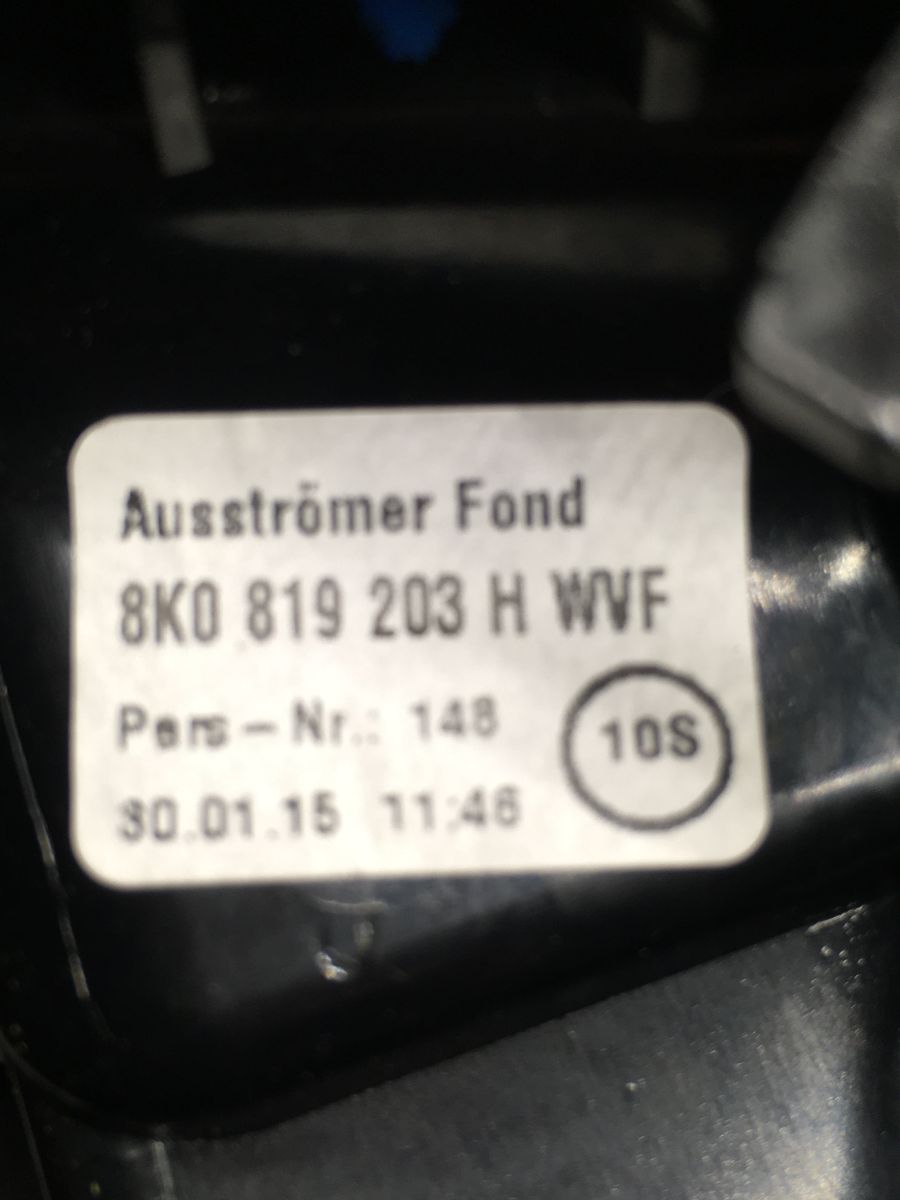 Ausströmer Fond
8K0 819 203 H WVF
Pers-Nr.: 148
10S
30.01.15 11:46